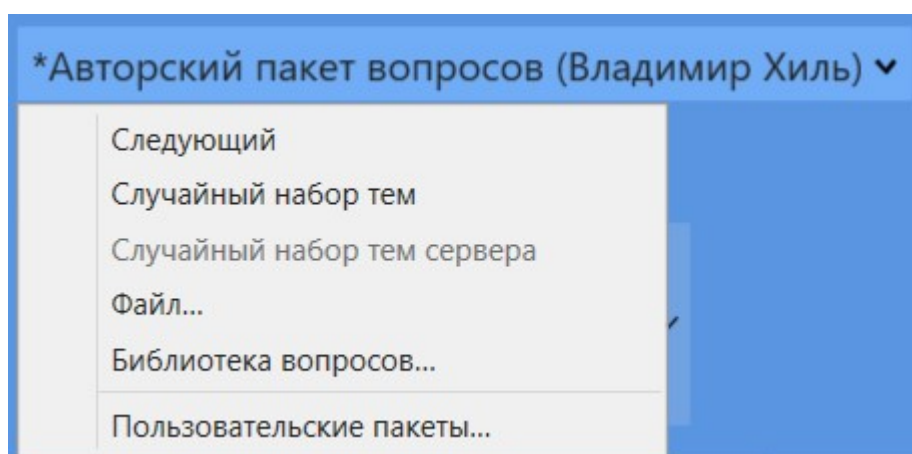 *Авторский пакет вопросов (Владимир Хиль)
Следующий
Случайный набор тем
Случайный набор тем сервера
Файл...
Библиотека вопросов...
Пользовательские пакеты...